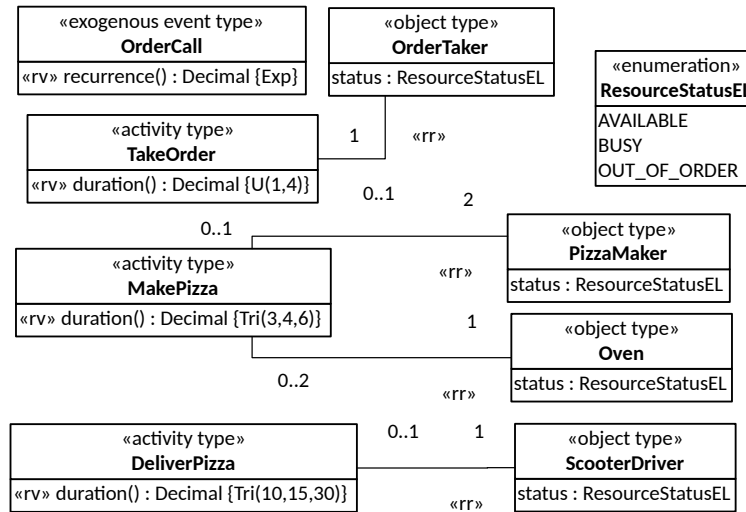 «exogenous event type»
OrderCall
«rv» recurrence() : Decimal {Exp}
«object type»
OrderTaker
status : ResourceStatusEL
«enumeration»
ResourceStatusEL
AVAILABLE
BUSY
OUT_OF_ORDER
«activity type»
TakeOrder
«rv» duration() : Decimal {U(1,4)}
1
«rr»
0..1
2
0..1
«activity type»
MakePizza
«rv» duration() : Decimal {Tri(3,4,6)}
«object type»
PizzaMaker
status : ResourceStatusEL
«rr»
1
«object type»
Oven
status : ResourceStatusEL
0..2
«rr»
«activity type»
DeliverPizza
«rv» duration() : Decimal {Tri(10,15,30)}
0..1
1
«object type»
ScooterDriver
status : ResourceStatusEL
«rr»